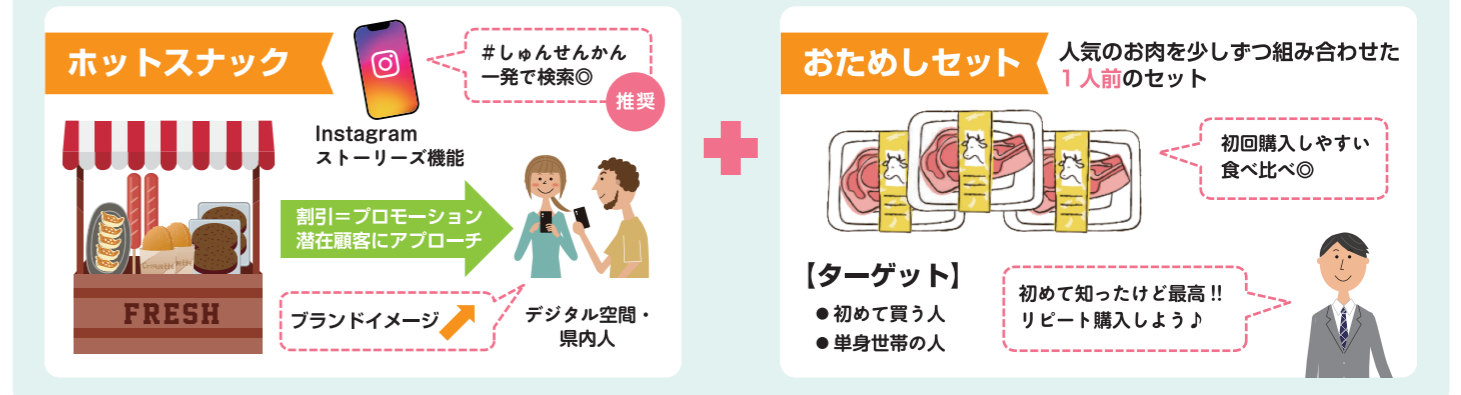 ホットスナック
#しゅんせんかん
一発で検索◎
推奨
Instagram
ストーリーズ機能
割引=プロモーション
潜在顧客にアプローチ
FRESH
ブランドイメージ
デジタル空間・
県内人
+
おためしセット
人気のお肉を少しずつ組み合わせた
1人前のセット
初回購入しやすい
食べ比べ◎
【ターゲット】
●初めて買う人
●単身世帯の人
初めて知ったけど最高!!
リピート購入しよう♪